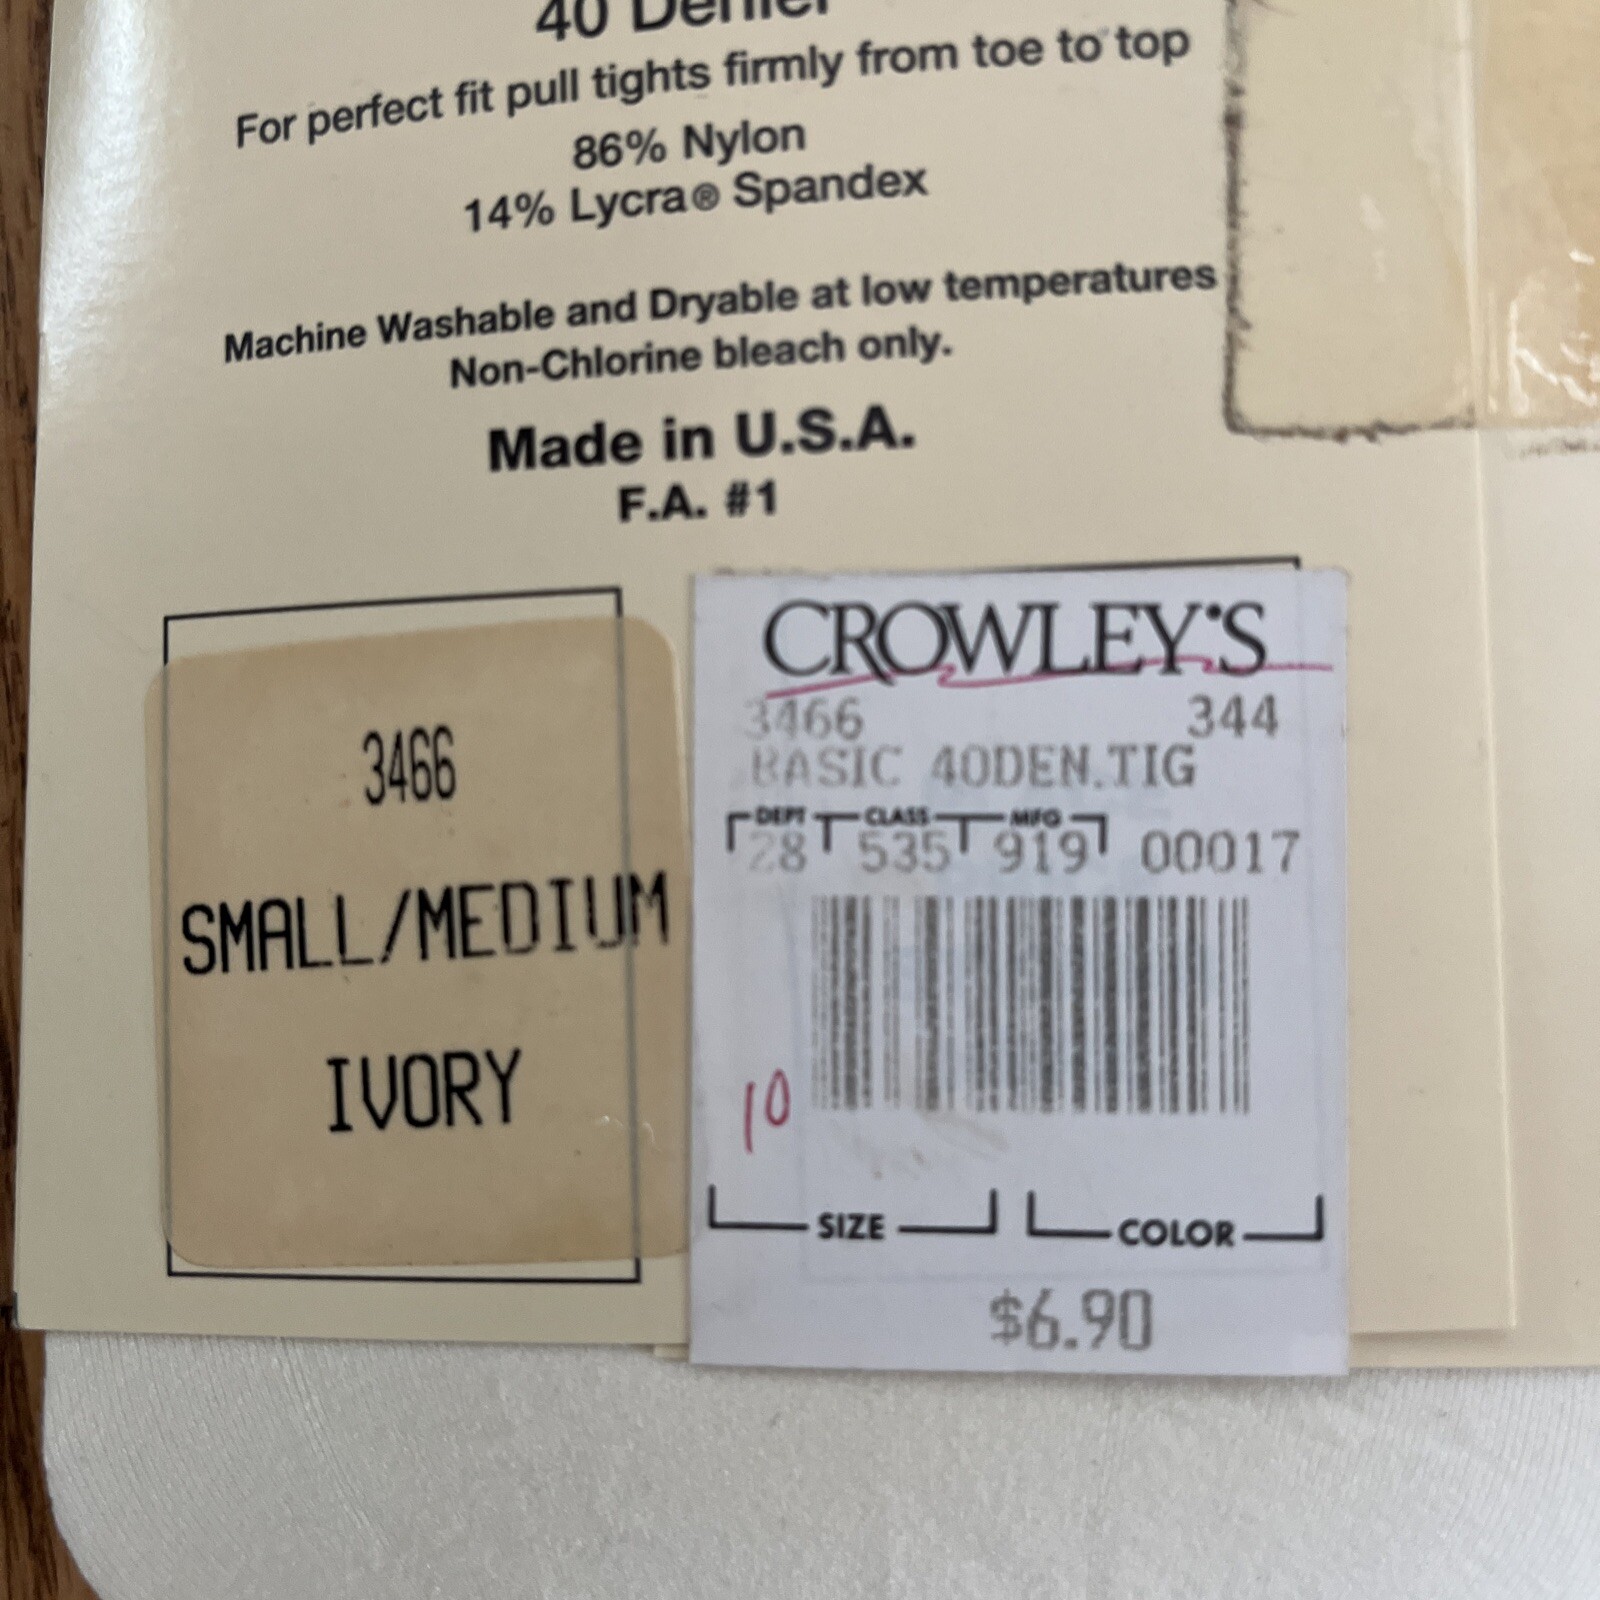 40 Denier
For perfect fit pull tights firmly from toe to top
86% Nylon
14% Lycra® Spandex
Machine Washable and Dryable at low temperatures
Non-Chlorine bleach only.
Made in U.S.A.
F.A. #1
3466
SMALL/MEDIUM
IVORY
CROWLEY'S
3466 344
BASIC 40DEN.TIG
DEPT CLASS MFG
28 535 919 00017
10
SIZE COLOR
$6.90